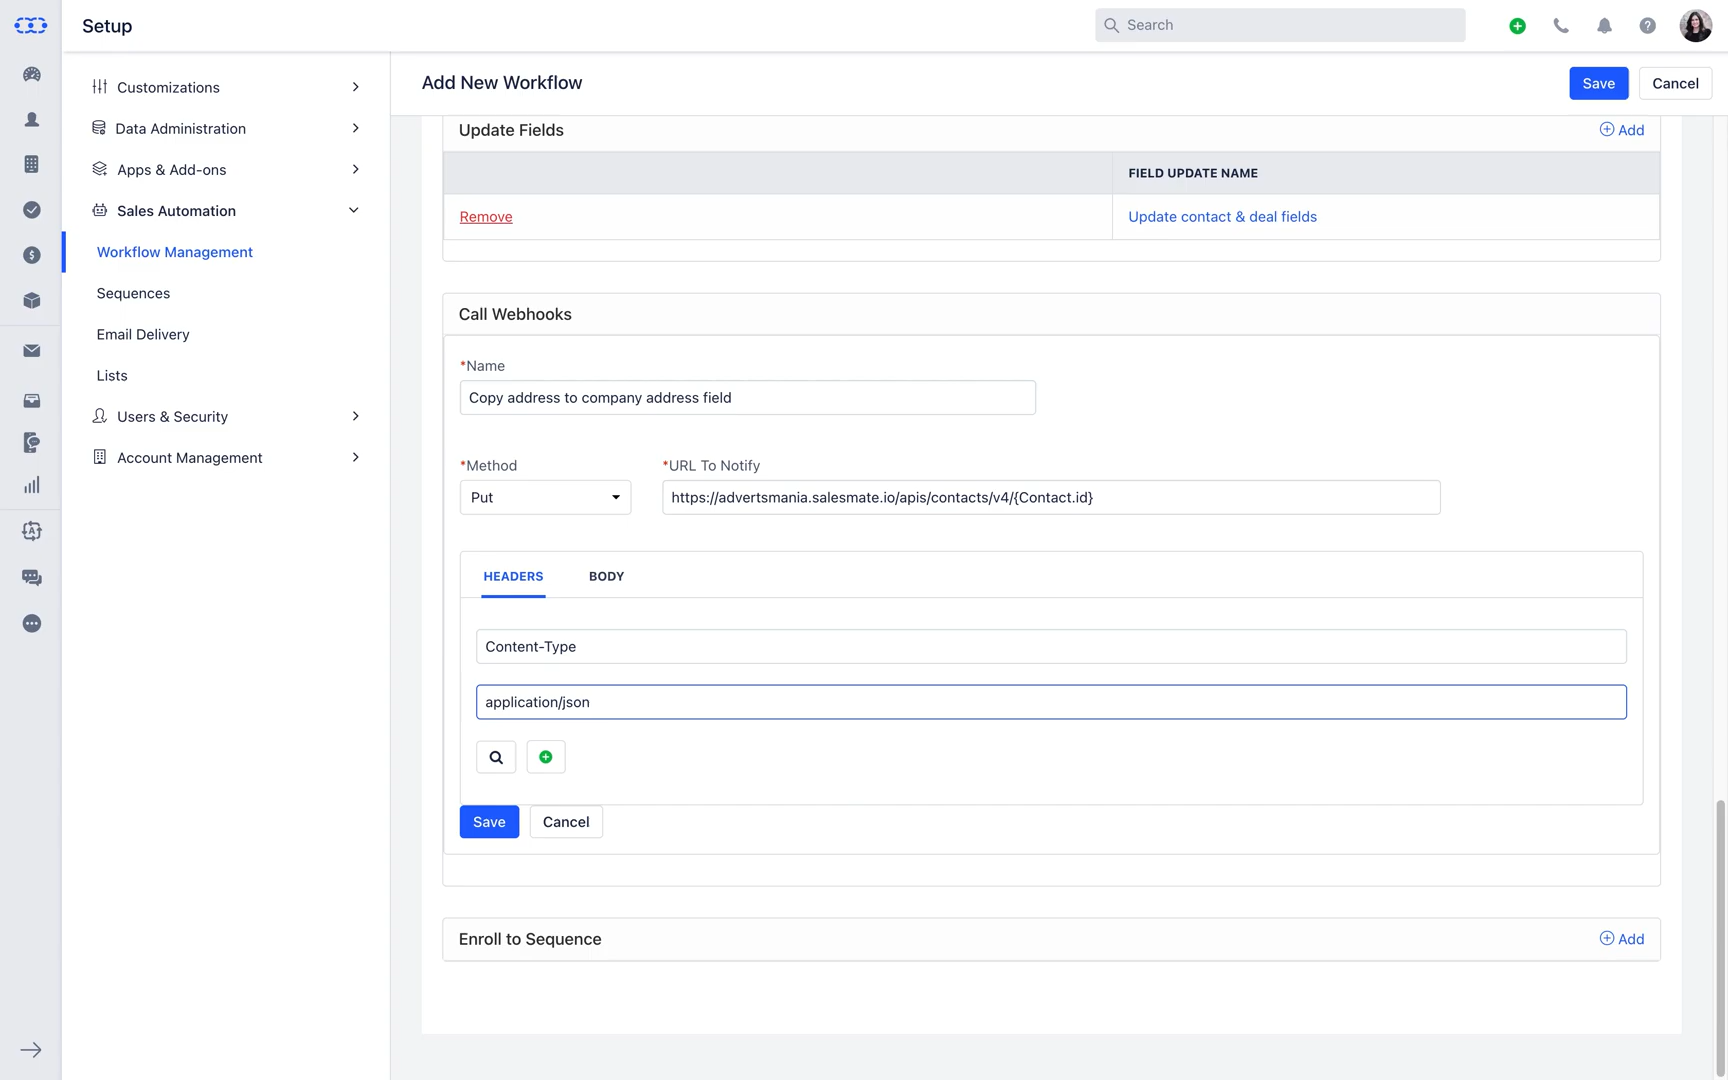 Setup
Search
Customizations
Data Administration
Apps & Add-ons
Sales Automation
Workflow Management
Sequences
Email Delivery
Lists
Users & Security
Account Management
Add New Workflow
Save
Cancel
Update Fields
Add
FIELD UPDATE NAME
Remove
Update contact & deal fields
Call Webhooks
*Name
Copy address to company address field
*Method
*URL To Notify
Put
https://advertsmania.salesmate.io/apis/contacts/v4/{Contact.id}
HEADERS
BODY
Content-Type
application/json
Save
Cancel
Enroll to Sequence
Add